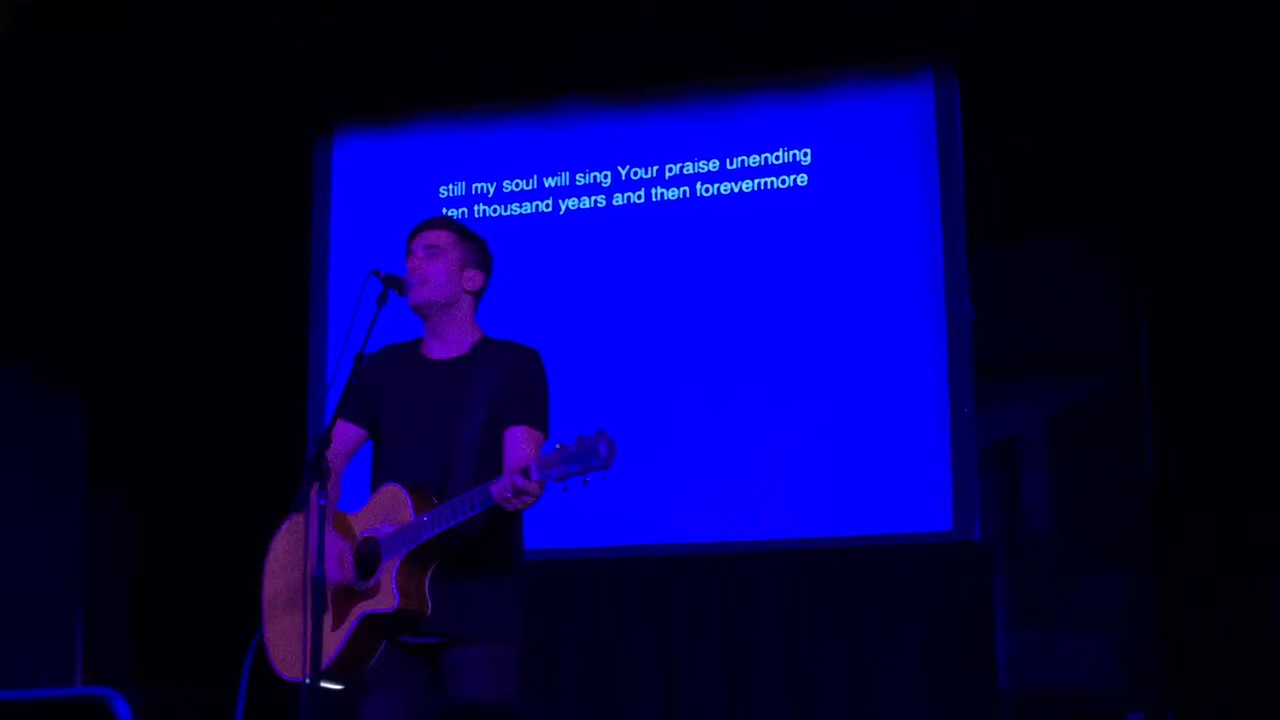 still my soul will sing Your praise unending
ten thousand years and then forevermore